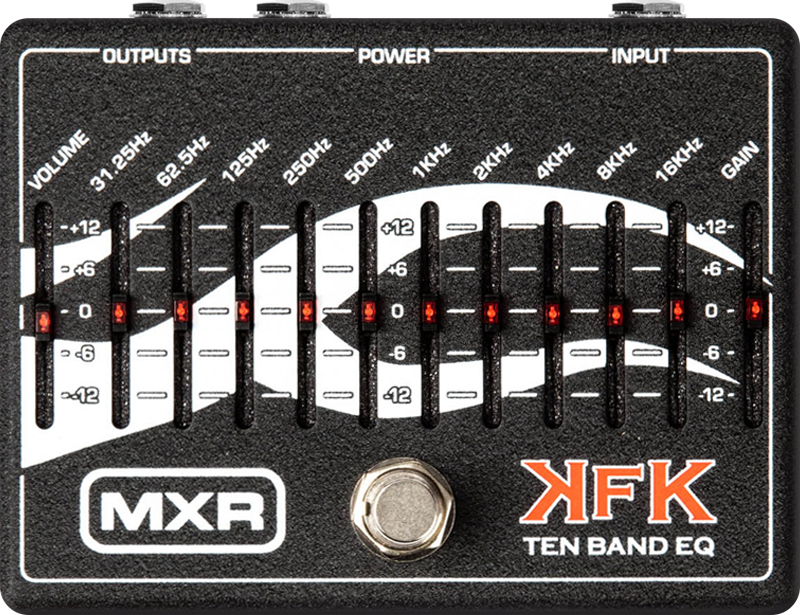 OUTPUTS POWER INPUT
VOLUME 31.25Hz 62.5Hz 125Hz 250Hz 500Hz 1KHz 2KHz 4KHz 8KHz 16KHz GAIN
+12 +12 +12
+6 +6 +6
0 0 0
-6 -6 -6
-12 -12 -12
MXR KFK
TEN BAND EQ